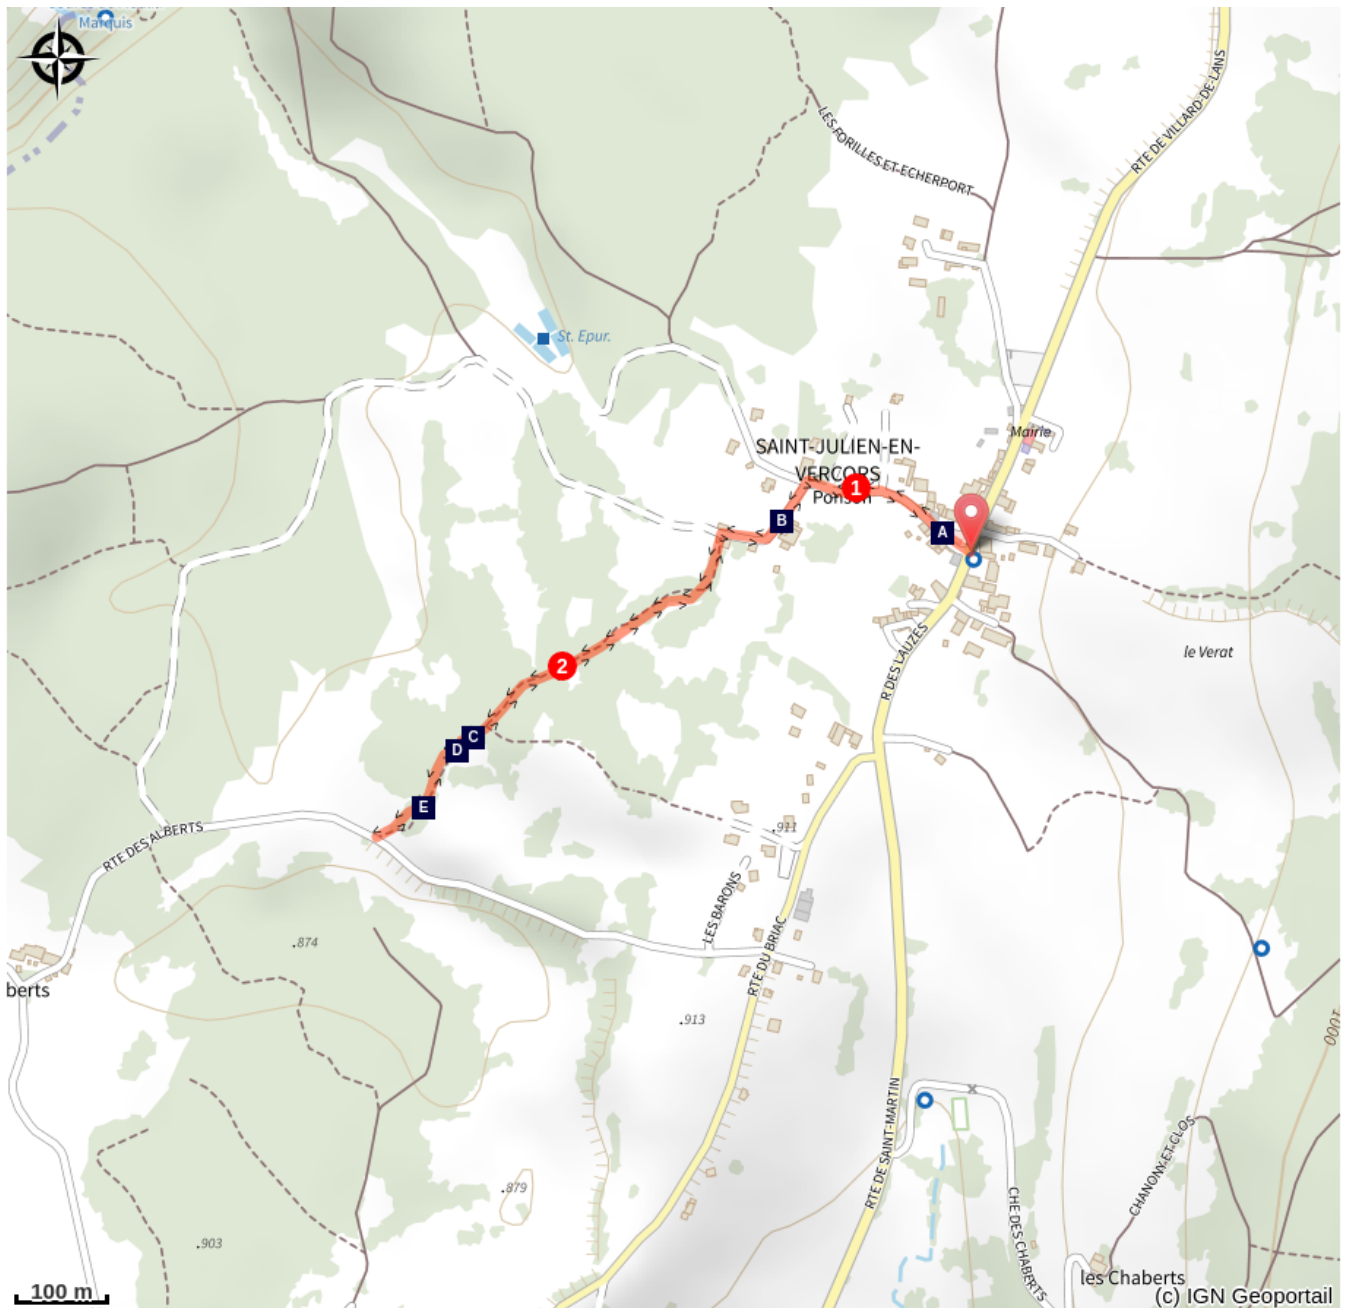 Marquis
LES FORILLES ET ECHERPORT
RTE DE VILLARD-DE-LANS
St. Epur.
Mairie
SAINT-JULIEN-EN-
VERCORS
1
A
B
2
le Verat
R DES LAUZES
C
D
E
.911
RTE DES ALBERTS
LES BARONS
RTE DU BRIAC
.874
berts
.913
1000
RTE DE SAINT-MARTIN
CHANONY-ET-CLOS
.879
CHE DES CHABERTS
.903
les Chaberts
100 m
(c) IGN Geoportail